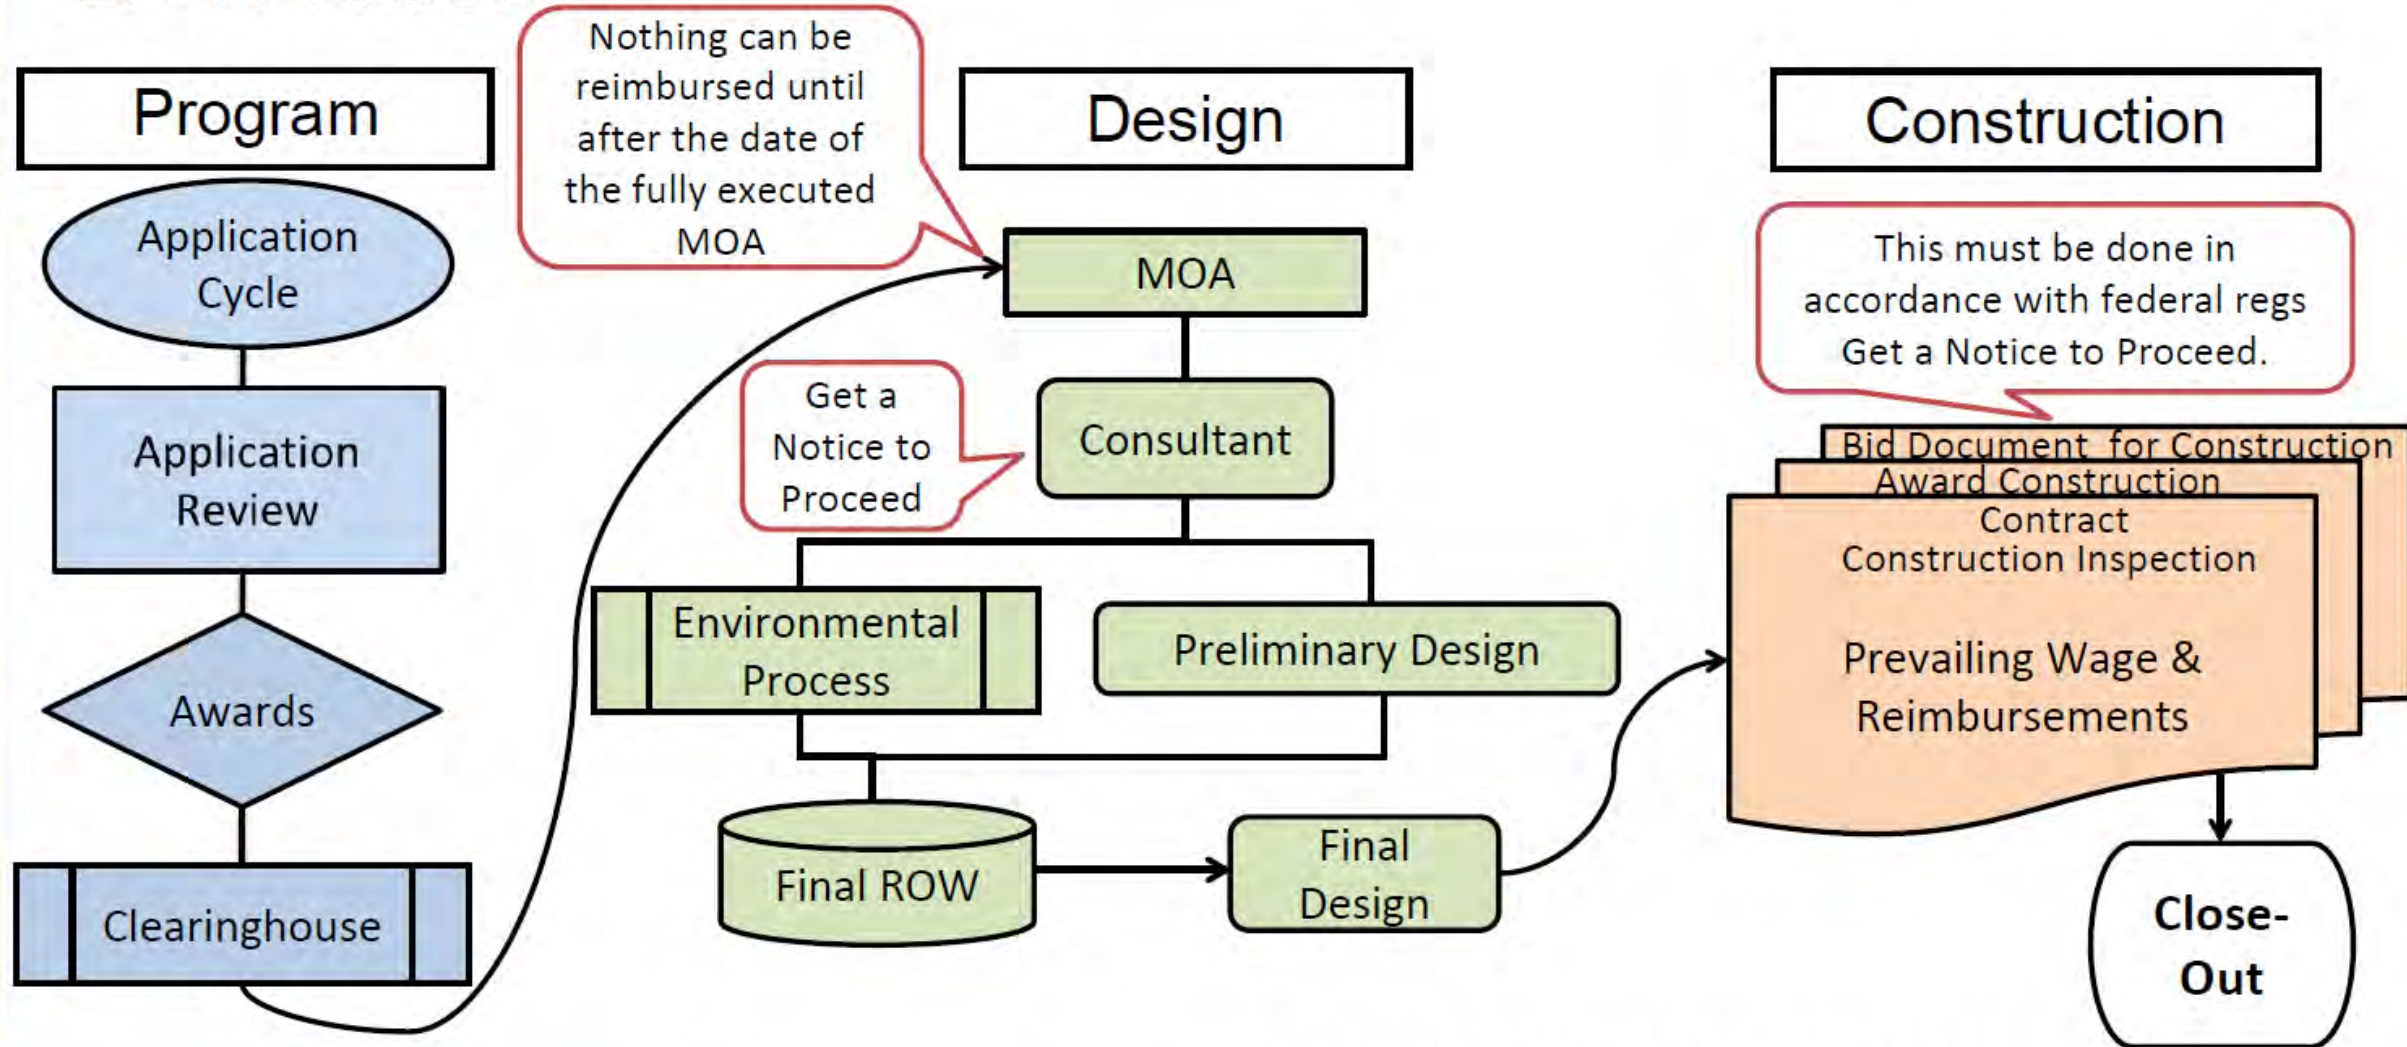 Program
Application
Cycle
Application
Review
Awards
Clearinghouse
Nothing can be
reimbursed until
after the date of
the fully executed
MOA
Design
MOA
Get a
Notice to
Proceed
Consultant
Environmental
Process
Preliminary Design
Final ROW
Final
Design
Construction
This must be done in
accordance with federal regs
Get a Notice to Proceed.
Bid Document for Construction
Award Construction
Contract
Construction Inspection
Prevailing Wage &
Reimbursements
Close-
Out